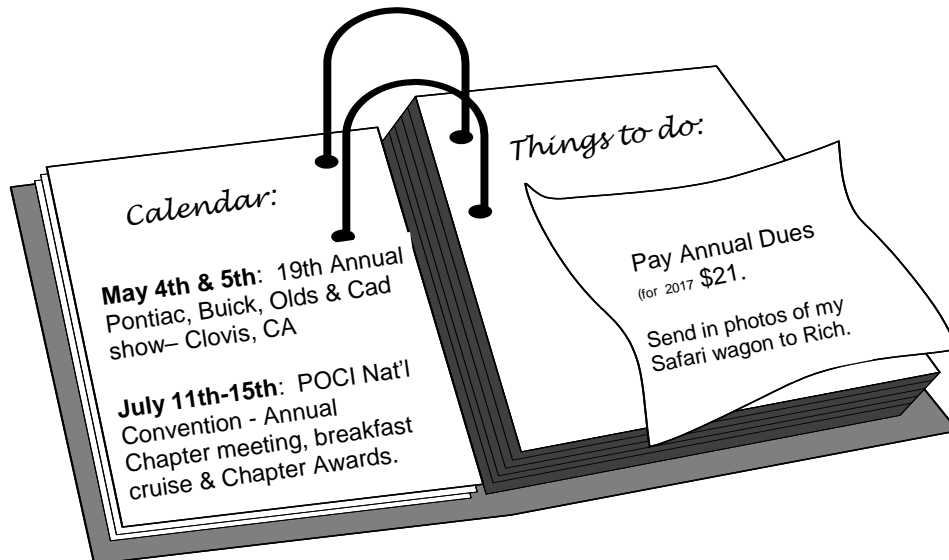 Calendar:
May 4th & 5th:  19th Annual
Pontiac, Buick, Olds & Cad
show– Clovis, CA
July 11th-15th:  POCI Nat'l
Convention - Annual
Chapter meeting, breakfast
cruise & Chapter Awards.
Things to do:
Pay Annual Dues
(for 2017 $21.
Send in photos of my
Safari wagon to Rich.